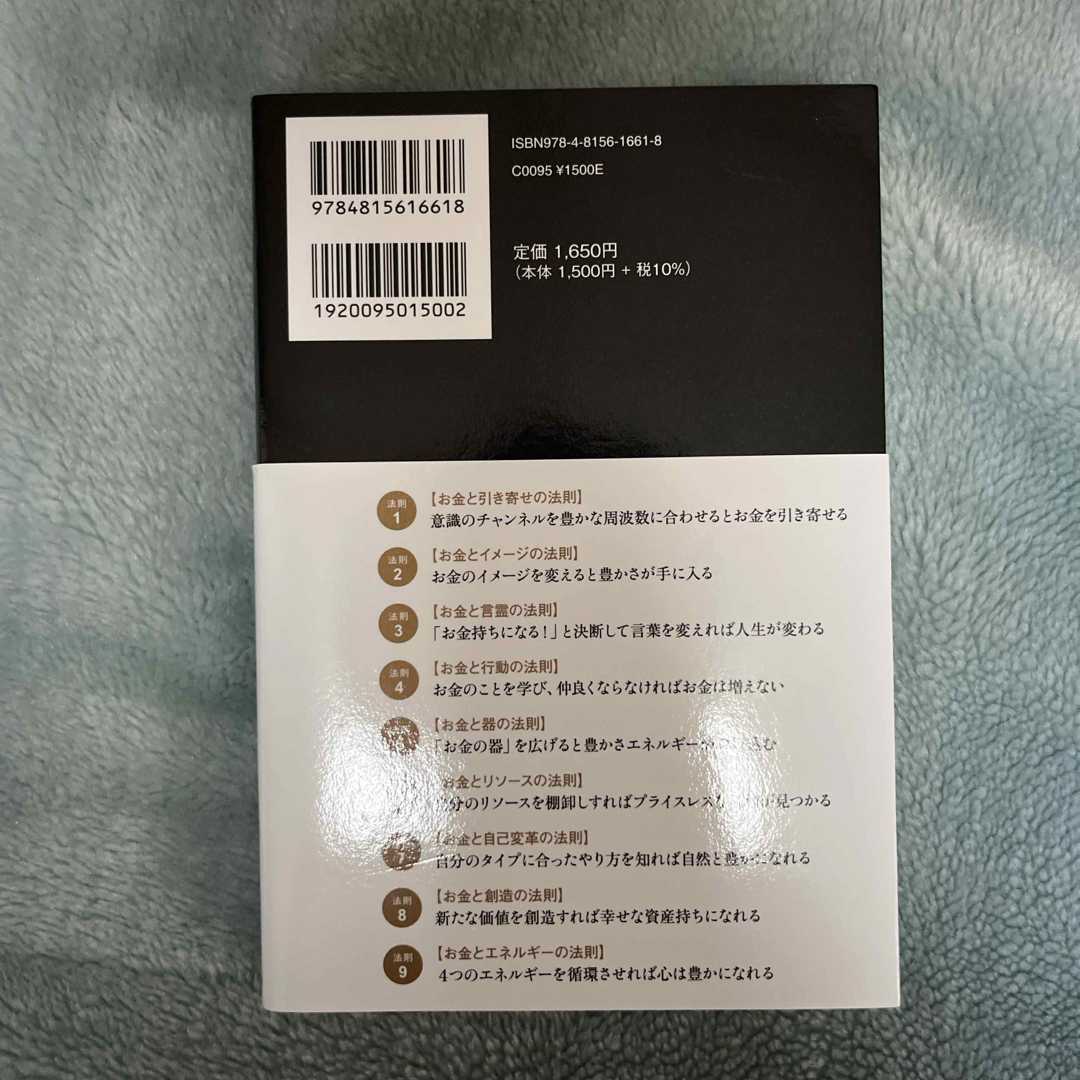 9784815616618
1920095015002
ISBN978-4-8156-1661-8
C0095 ¥1500E
定価 1,650円
(本体 1,500円 + 税10%)
法則
1
【お金と引き寄せの法則】
意識のチャンネルを豊かな周波数に合わせるとお金を引き寄せる
法則
2
【お金とイメージの法則】
お金のイメージを変えると豊かさが手に入る
法則
3
【お金と言霊の法則】
「お金持ちになる!」と決断して言葉を変えれば人生が変わる
法則
4
【お金と行動の法則】
お金のことを学び、仲良くならなければお金は増えない
【お金と器の法則】
「お金の器」を広げると豊かさエネルギー
お金とリソースの法則】
分のリソースを棚卸しすればプライスレスな 見つかる
7
【お金と自己変革の法則】
自分のタイプに合ったやり方を知れば自然と豊かになれる
法則
8
【お金と創造の法則】
新たな価値を創造すれば幸せな資産持ちになれる
法則
9
【お金とエネルギーの法則】
4つのエネルギーを循環させれば心は豊かになれる